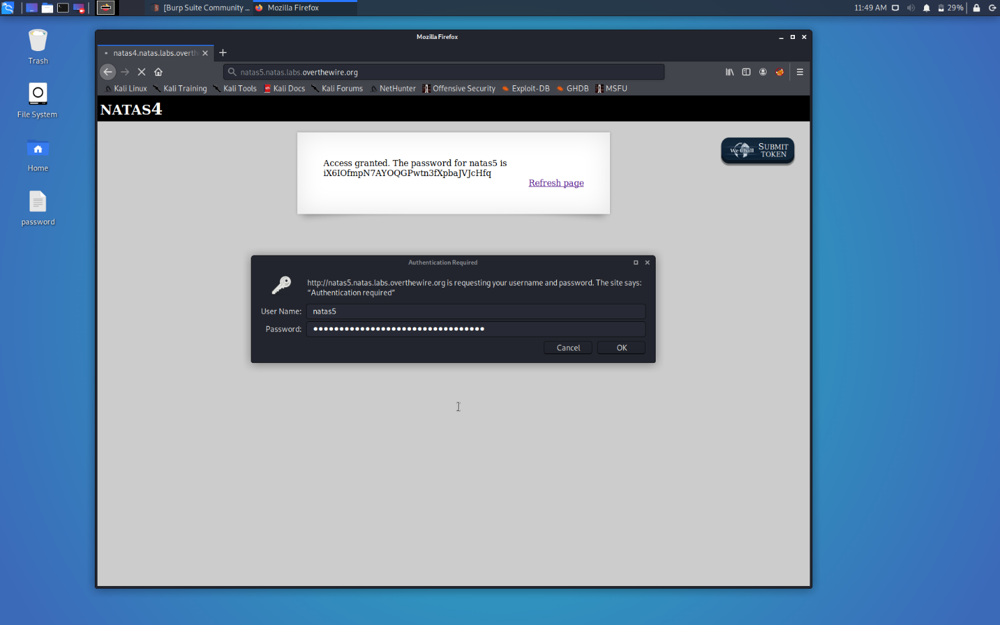 [Burp Suite Community ...
Mozilla Firefox
11:49 AM
29%
Trash
File System
Home
password
Mozilla Firefox
natas4.natas.labs.overth
natas5.natas.labs.overthewire.org
Kali Linux
Kali Training
Kali Tools
Kali Docs
Kali Forums
NetHunter
Offensive Security
Exploit-DB
GHDB
MSFU
NATAS4
Access granted. The password for natas5 is
iX6IOfmpN7AYOQGPwtn3fXpbaJVJcHfq
Refresh page
We Chall
SUBMIT
TOKEN
Authentication Required
http://natas5.natas.labs.overthewire.org is requesting your username and password. The site says:
“Authentication required”
User Name: natas5
Password: ●●●●●●●●●●●●●●●●●●●●●●●●●●●●●●●●
Cancel
OK